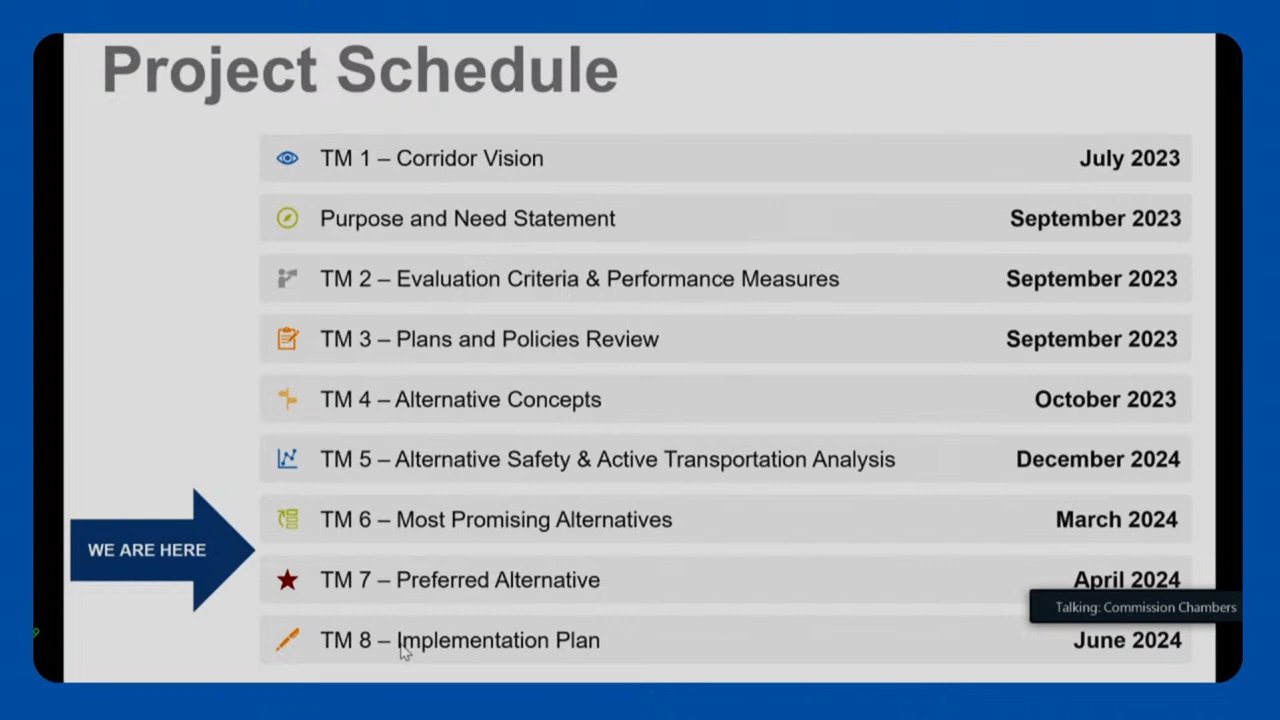 Project Schedule
TM 1 – Corridor Vision July 2023
Purpose and Need Statement September 2023
TM 2 – Evaluation Criteria & Performance Measures September 2023
TM 3 – Plans and Policies Review September 2023
TM 4 – Alternative Concepts October 2023
TM 5 – Alternative Safety & Active Transportation Analysis December 2024
TM 6 – Most Promising Alternatives March 2024
WE ARE HERE
TM 7 – Preferred Alternative April 2024
Talking: Commission Chambers
TM 8 – Implementation Plan June 2024